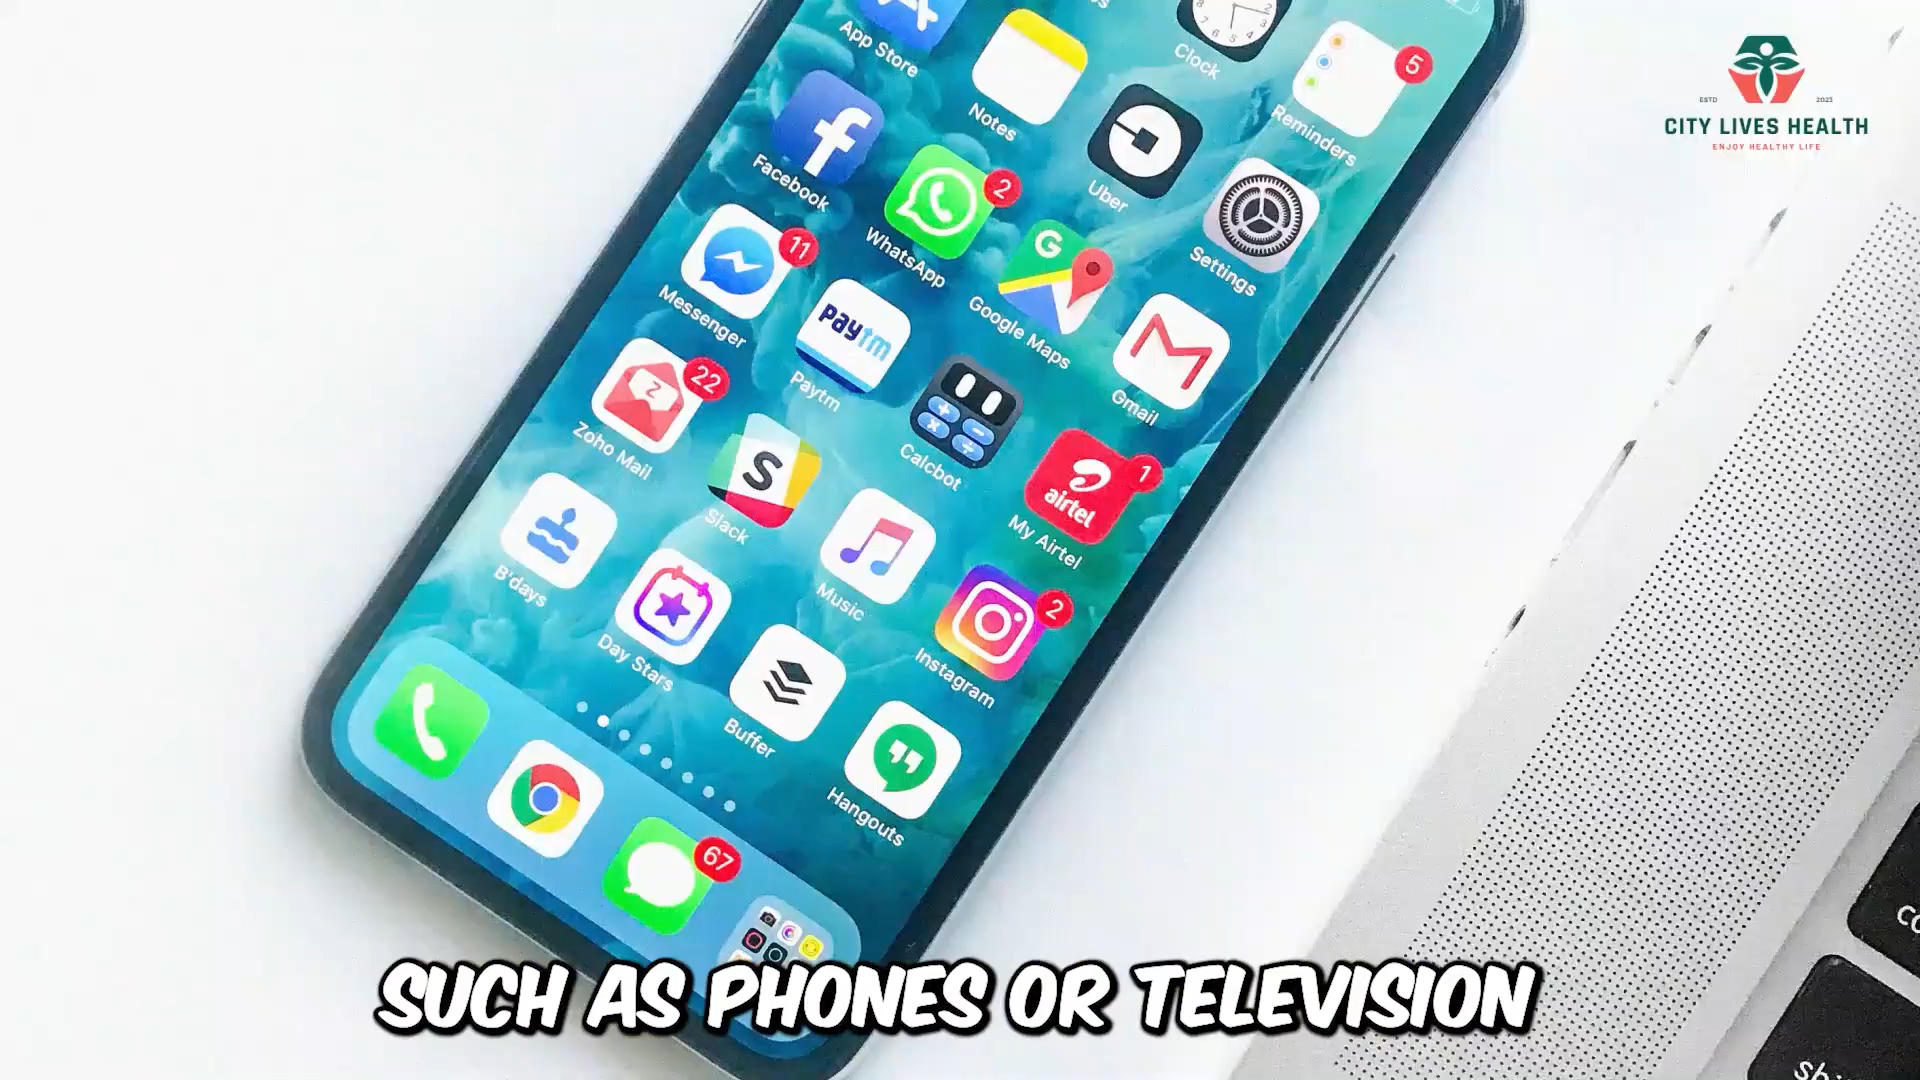 App Store
Notes
Clock
5
Reminders
ESTD
2023
CITY LIVES HEALTH
ENJOY HEALTHY LIFE
Facebook
WhatsApp
2
Uber
Settings
Messenger
11
paytm
Paytm
G
Google Maps
Gmail
Z
22
Zoho Mail
S
Slack
Calcbot
airtel
1
My Airtel
B'days
Day Stars
Music
Instagram
2
Buffer
Hangouts
67
SUCH AS PHONES OR TELEVISION